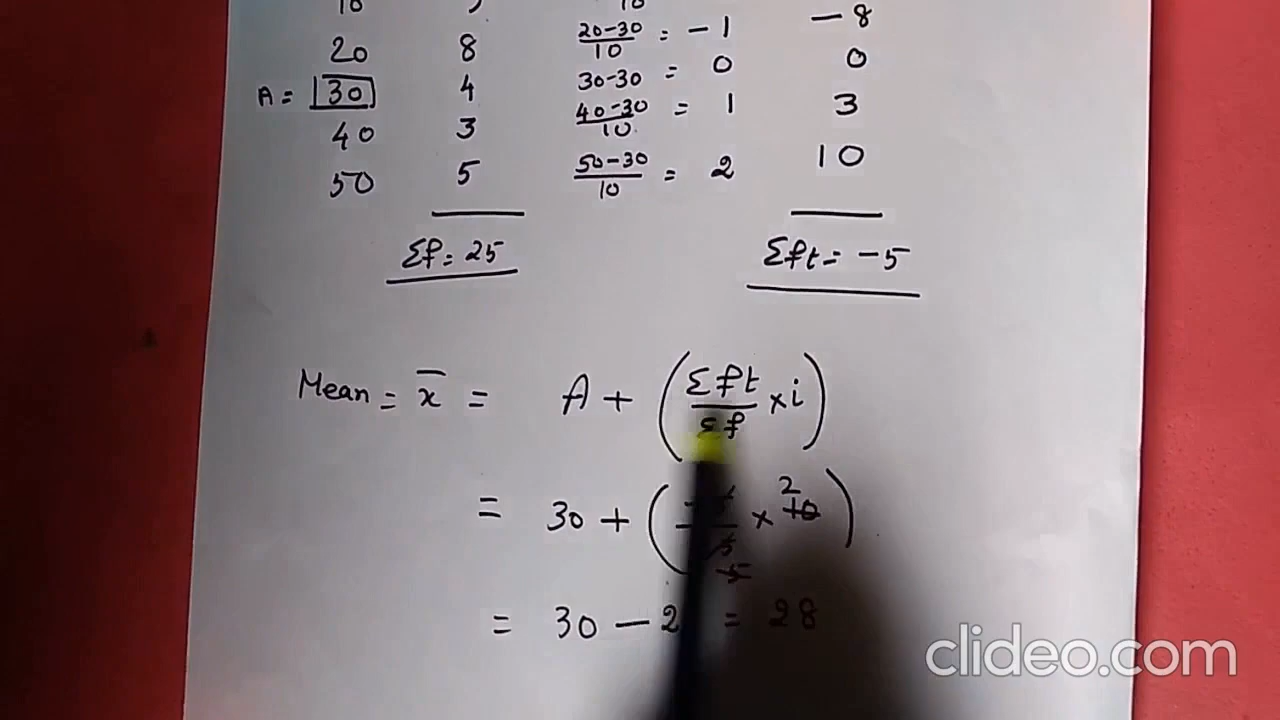 20 8 20-30/10 = -1 -8
A = 30 4 30-30 = 0 0
40 3 40-30/10 = 1 3
50 5 50-30/10 = 2 10
Σf = 25 Σft = -5
Mean = x̅ = A + (Σft/Σf × i)
= 30 + ( × 10 2)
= 30 - 2 = 28
clideo.com